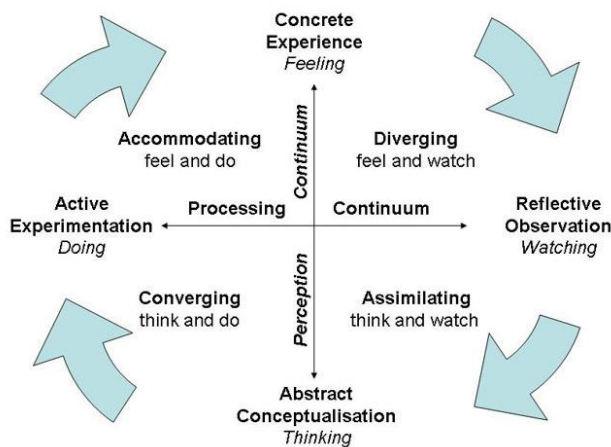 Concrete
Experience
Feeling
Accommodating
feel and do
Continuum
Diverging
feel and watch
Active
Experimentation
Doing
Processing
Continuum
Reflective
Observation
Watching
Converging
think and do
Perception
Assimilating
think and watch
Abstract
Conceptualisation
Thinking